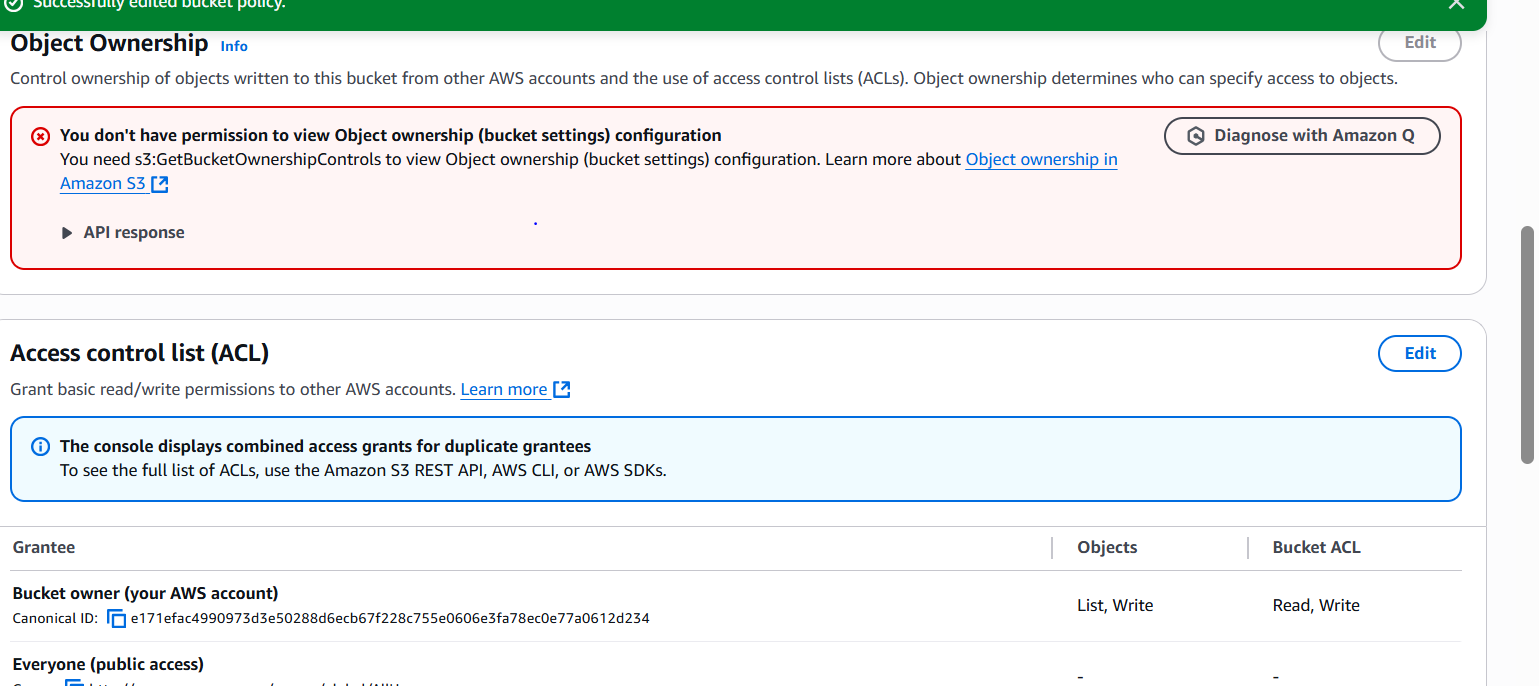 Successfully edited bucket policy.
Object Ownership Info
Edit
Control ownership of objects written to this bucket from other AWS accounts and the use of access control lists (ACLs). Object ownership determines who can specify access to objects.
You don't have permission to view Object ownership (bucket settings) configuration
Diagnose with Amazon Q
You need s3:GetBucketOwnershipControls to view Object ownership (bucket settings) configuration. Learn more about Object ownership in
Amazon S3
API response
Access control list (ACL)
Edit
Grant basic read/write permissions to other AWS accounts. Learn more
The console displays combined access grants for duplicate grantees
To see the full list of ACLs, use the Amazon S3 REST API, AWS CLI, or AWS SDKs.
Grantee
Objects
Bucket ACL
Bucket owner (your AWS account)
Canonical ID: e171efac4990973d3e50288d6ecb67f228c755e0606e3fa78ec0e77a0612d234
List, Write
Read, Write
Everyone (public access)
-
-